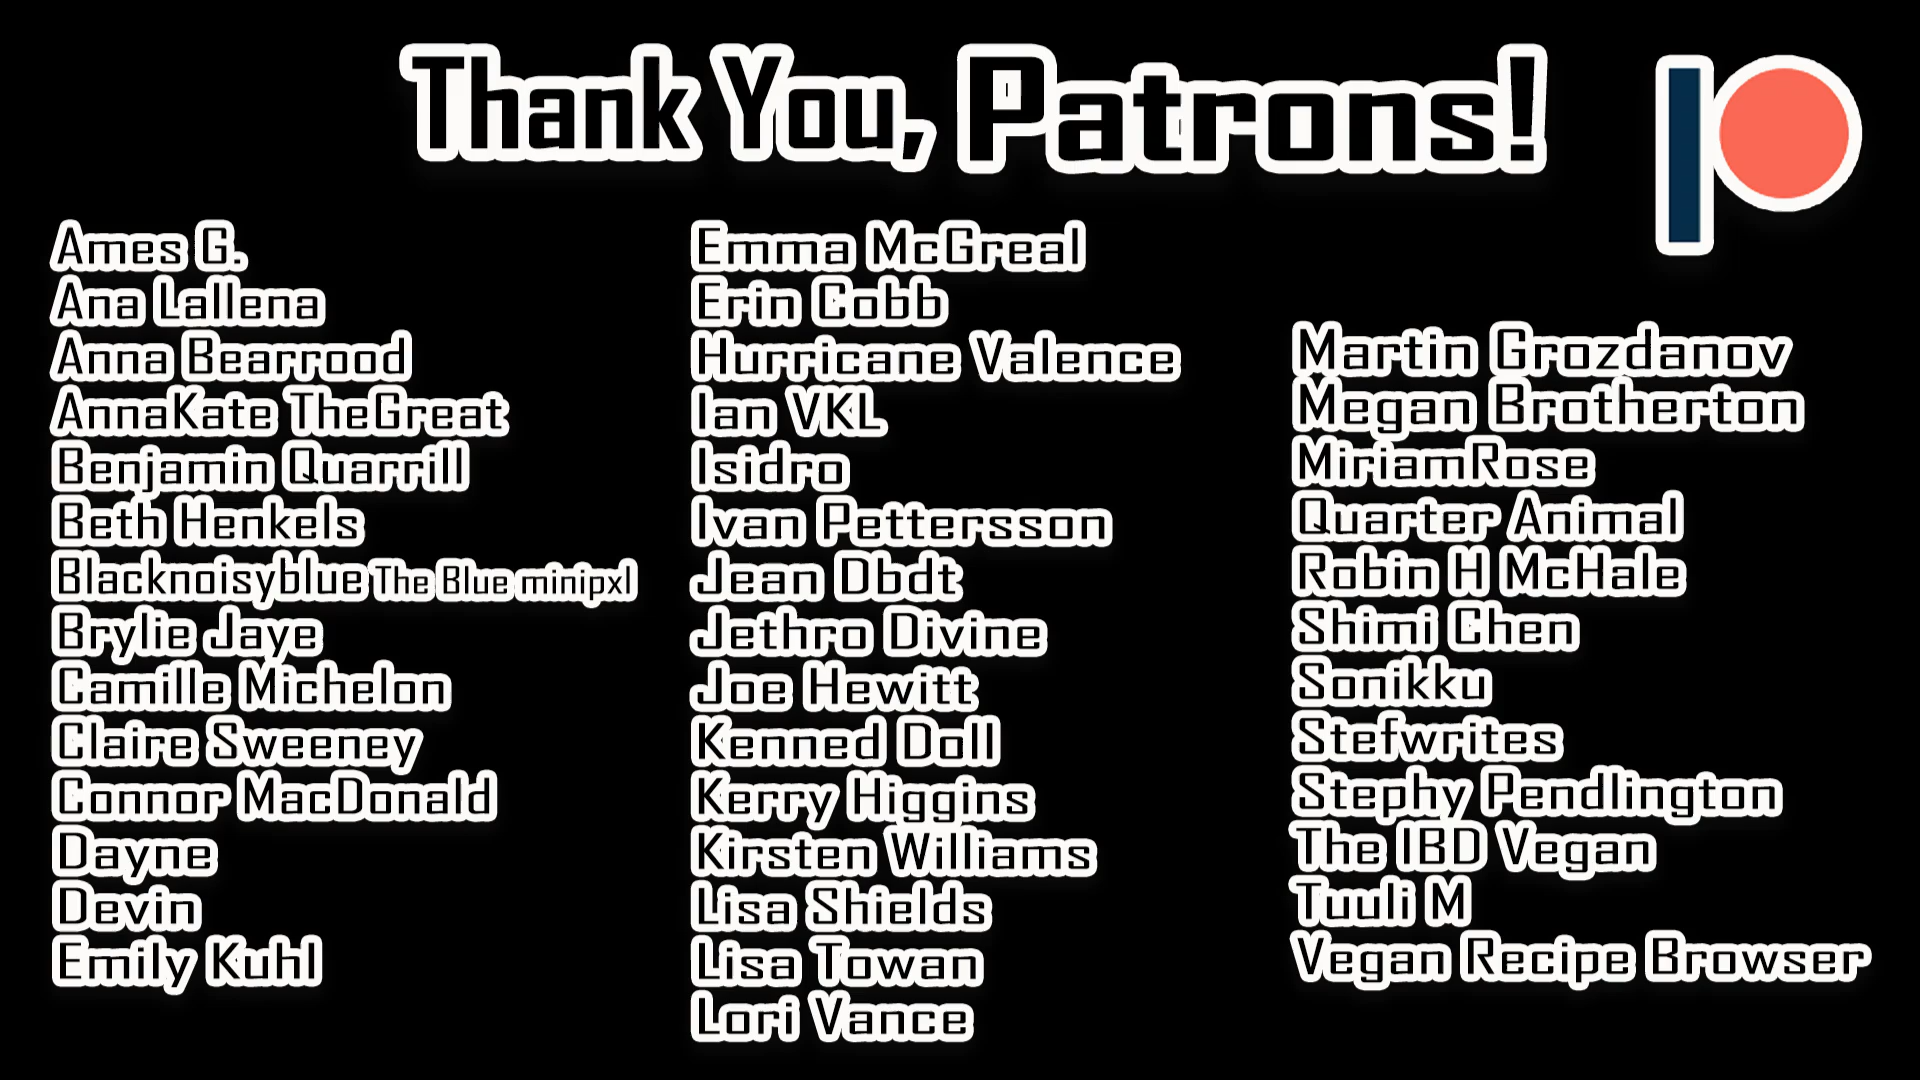 Thank You, Patrons!
Ames G.
Ana Lallena
Anna Bearrood
AnnaKate TheGreat
Benjamin Quarrill
Beth Henkels
Blacknoisyblue The Blue minipxl
Brylie Jaye
Camille Michelon
Claire Sweeney
Connor MacDonald
Dayne
Devin
Emily Kuhl
Emma McGreal
Erin Cobb
Hurricane Valence
Ian VKL
Isidro
Ivan Pettersson
Jean Dbdt
Jethro Divine
Joe Hewitt
Kenned Doll
Kerry Higgins
Kirsten Williams
Lisa Shields
Lisa Towan
Lori Vance
Martin Grozdanov
Megan Brotherton
MiriamRose
Quarter Animal
Robin H McHale
Shimi Chen
Sonikku
Stefwrites
Stephy Pendlington
The IBD Vegan
Tuuli M
Vegan Recipe Browser